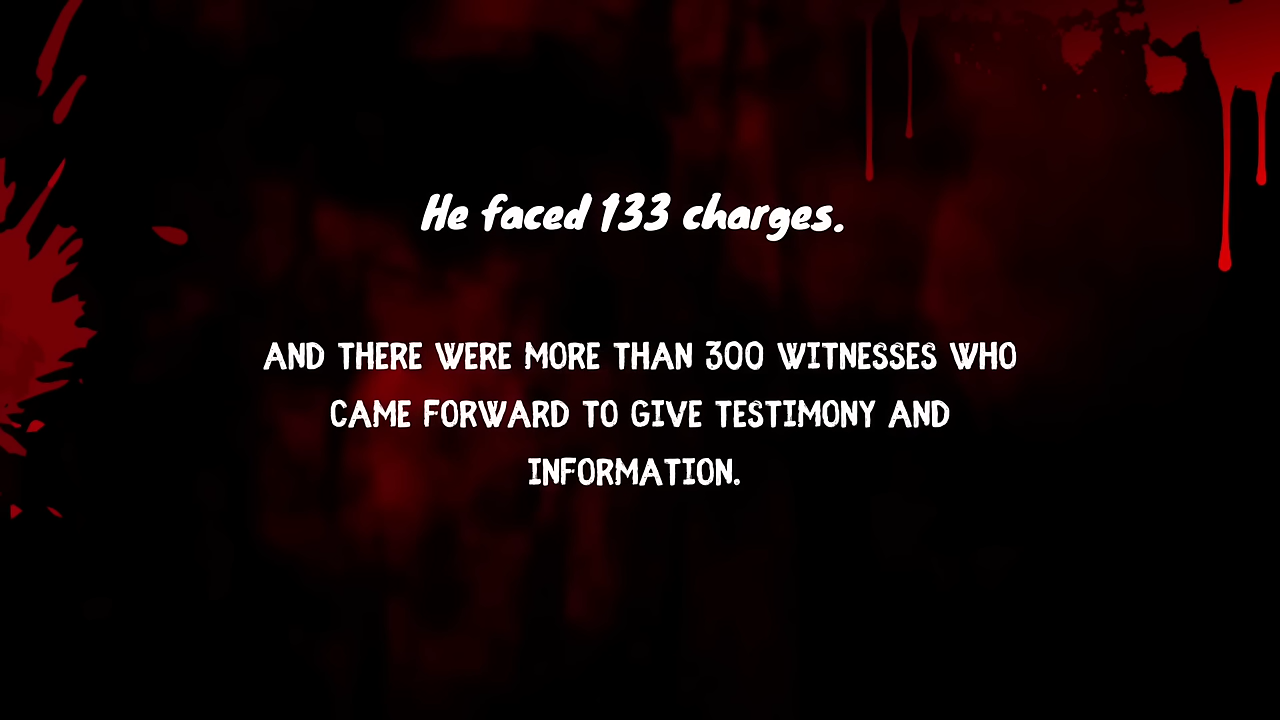 He faced 133 charges.
AND THERE WERE MORE THAN 300 WITNESSES WHO
CAME FORWARD TO GIVE TESTIMONY AND
INFORMATION.